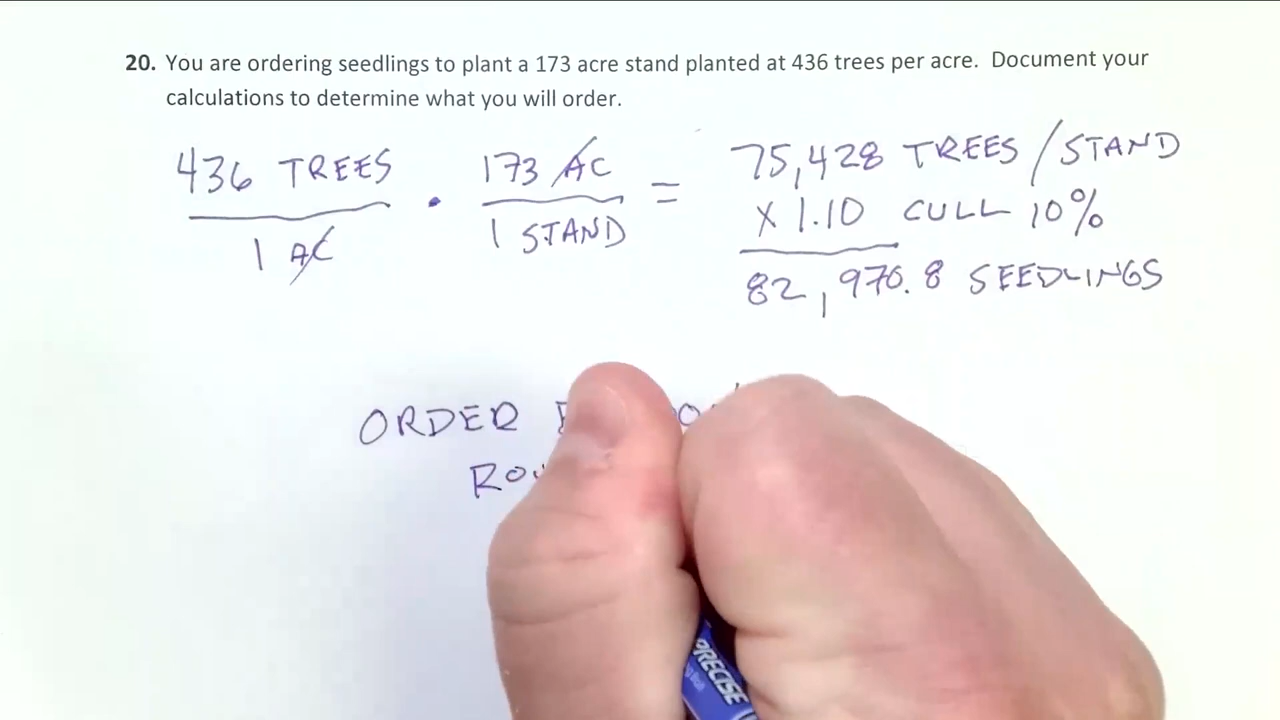 20. You are ordering seedlings to plant a 173 acre stand planted at 436 trees per acre. Document your
calculations to determine what you will order.
436 TREES
1 AC
·
173 AC
1 STAND
=
75,428 TREES / STAND
X 1.10 CULL 10%
82,970.8 SEEDLINGS
ORDER
PRECISE